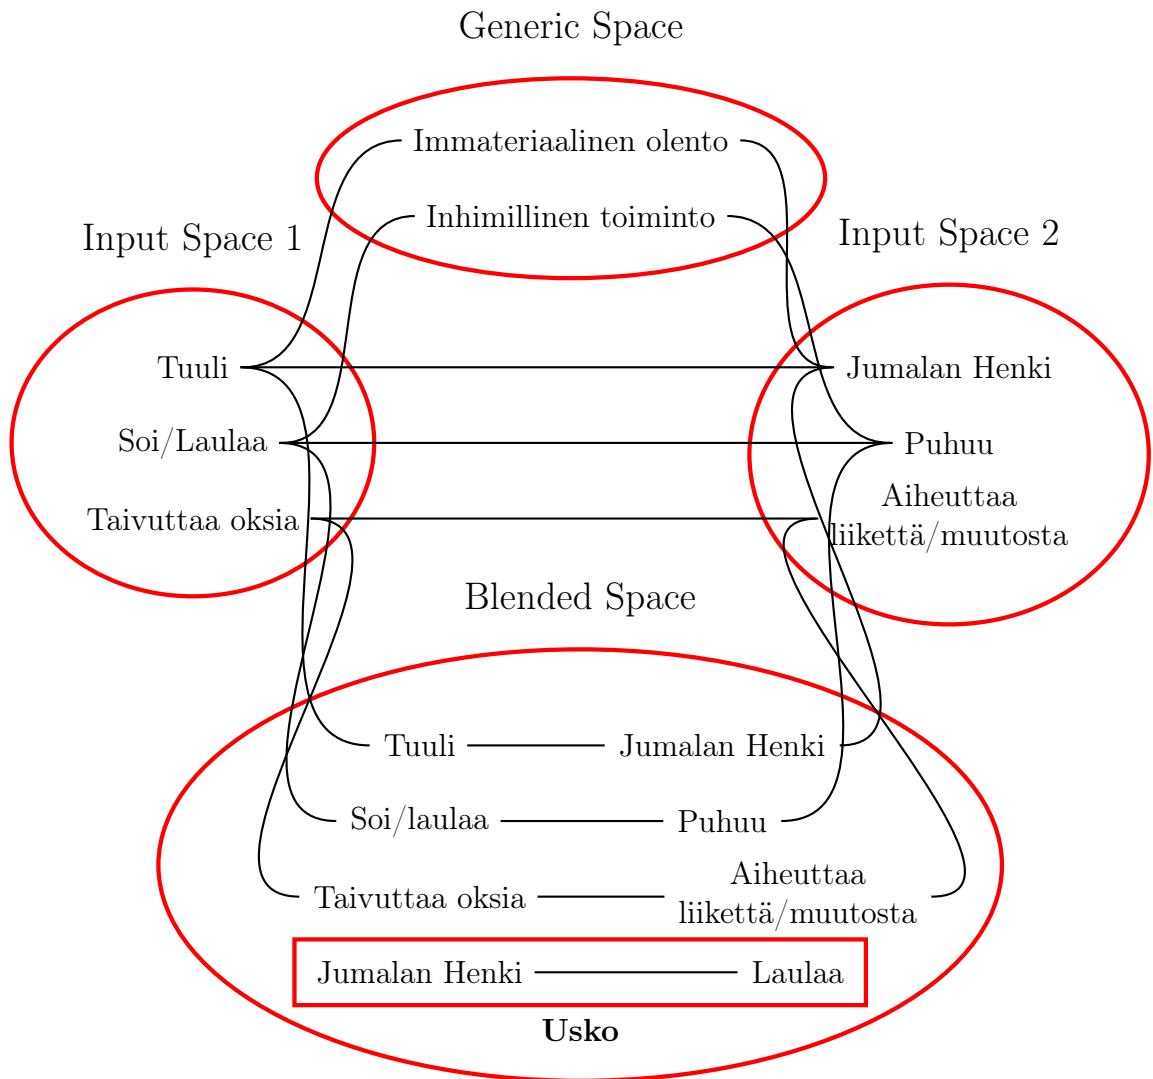 Generic Space
Immateriaalinen olento
Inhimillinen toiminto
Input Space 1
Input Space 2
Tuuli
Jumalan Henki
Soi/Laulaa
Puhuu
Taivuttaa oksia
Aiheuttaa
liikettä/muutosta
Blended Space
Tuuli
Jumalan Henki
Soi/laulaa
Puhuu
Taivuttaa oksia
Aiheuttaa
liikettä/muutosta
Jumalan Henki
Laulaa
Usko